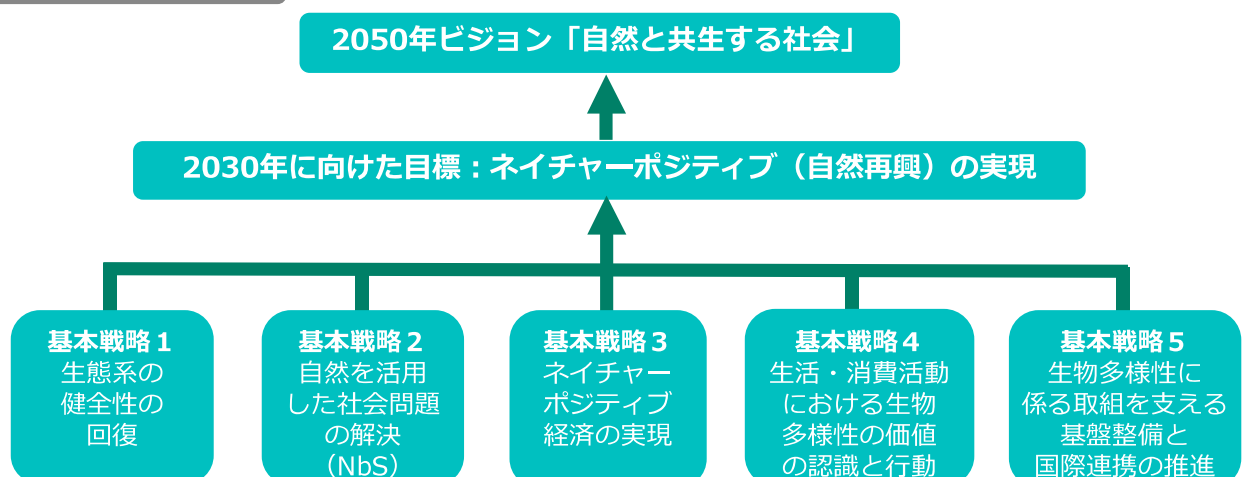 2050年ビジョン「自然と共生する社会」
2030年に向けた目標：ネイチャーポジティブ（自然再興）の実現
基本戦略１
生態系の
健全性の
回復
基本戦略２
自然を活用
した社会問題
の解決
（NbS）
基本戦略３
ネイチャー
ポジティブ
経済の実現
基本戦略４
生活・消費活動
における生物
多様性の価値
の認識と行動
基本戦略５
生物多様性に
係る取組を支える
基盤整備と
国際連携の推進